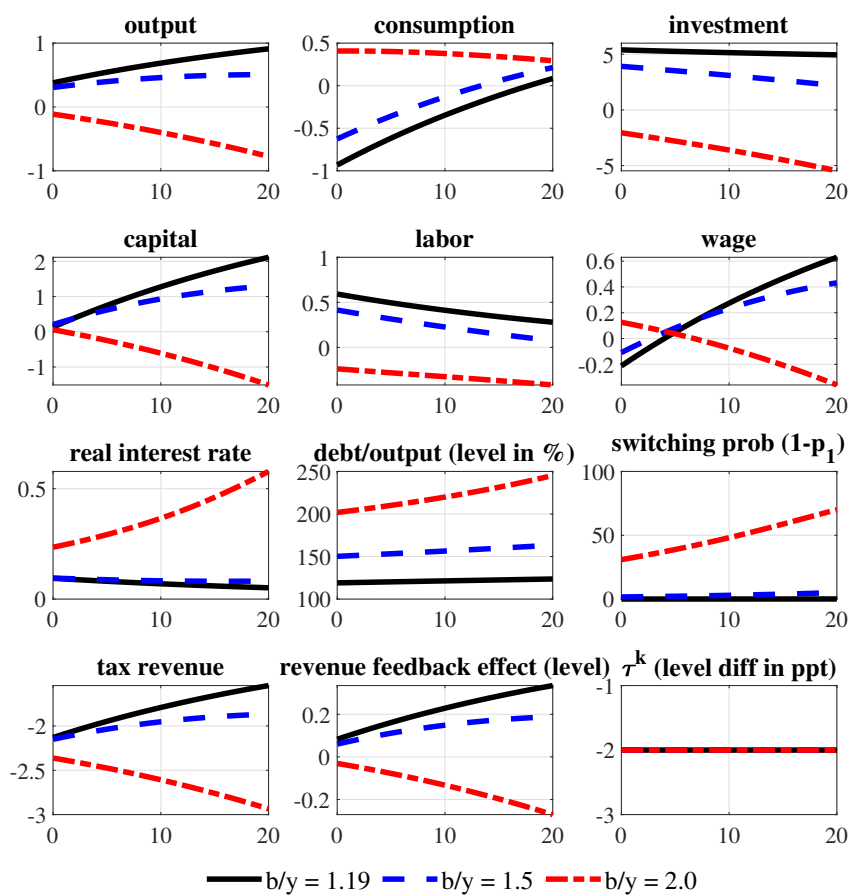 output consumption investment
1 0.5 5
0 0 0
-0.5 -5
-1 -1
0 10 20 0 10 20 0 10 20
capital labor wage
2 1 0.6
1 0.5 0.4
0 0 0.2
-1 0
-0.2
0 10 20 0 10 20 0 10 20
real interest rate debt/output (level in %) switching prob (1-p₁)
0.5 250 100
200 50
150
0 100 0
0 10 20 0 10 20 0 10 20
tax revenue revenue feedback effect (level) τᵏ (level diff in ppt)
-2 0.2 -1
-2.5 0 -2
-3 -0.2 -3
0 10 20 0 10 20 0 10 20
b/y = 1.19 b/y = 1.5 b/y = 2.0